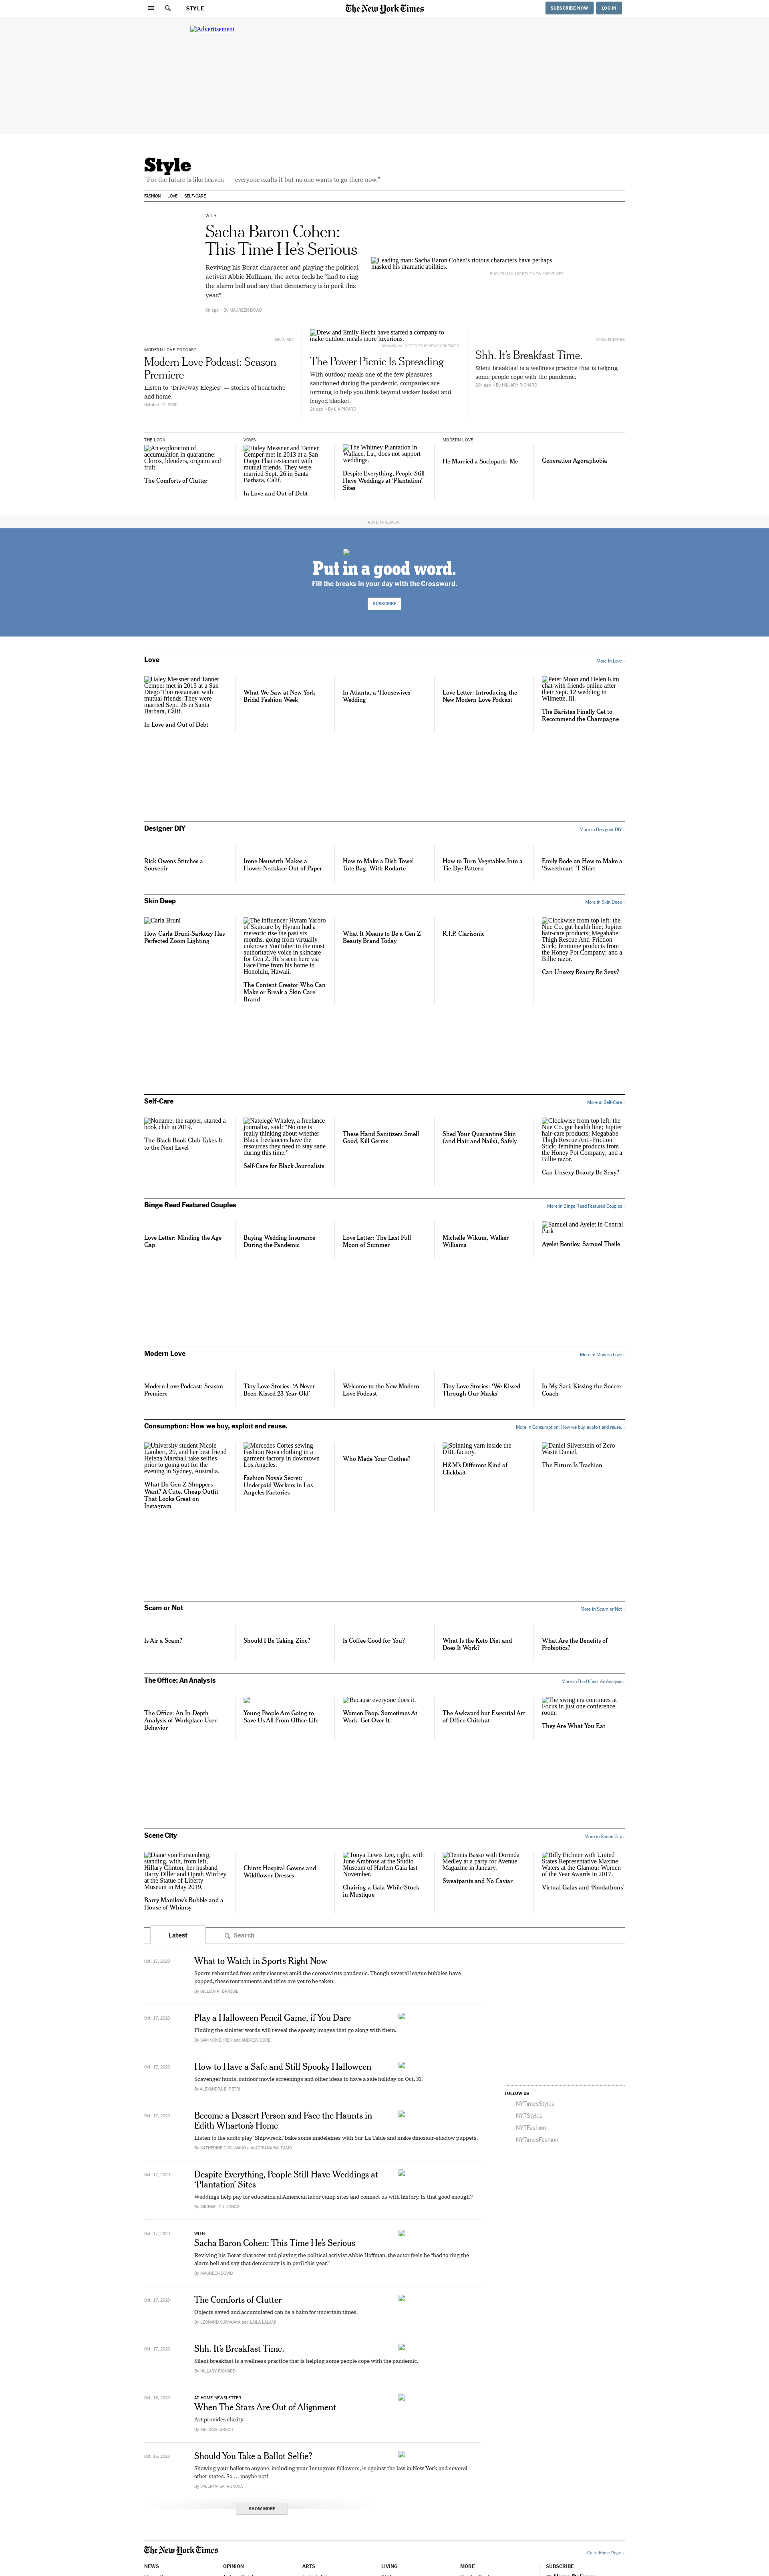 STYLE
The New York Times
SUBSCRIBE NOW
LOG IN
Advertisement
Style
"For the future is like heaven — everyone exalts it but no one wants to go there now."
FASHION
LOVE
SELF-CARE
WITH ...
Sacha Baron Cohen:
This Time He's Serious
Reviving his Borat character and playing the political
activist Abbie Hoffman, the actor feels he "had to ring
the alarm bell and say that democracy is in peril this
year."
By MAUREEN DOWD
Leading man: Sacha Baron Cohen's riotous characters have perhaps
masked his dramatic abilities.
MODERN LOVE PODCAST
Modern Love Podcast: Season
Premiere
Listen to "Driveway Elegies" — stories of heartache
and home.
October 14, 2020
Drew and Emily Hecht have started a company to
make outdoor meals more luxurious.
The Power Picnic Is Spreading
With outdoor meals one of the few pleasures
sanctioned during the pandemic, companies are
forming to help you think beyond wicker basket and
frayed blanket.
2d ago · By LIA PICARD
Shh. It's Breakfast Time.
Silent breakfast is a wellness practice that is helping
some people cope with the pandemic.
20h ago · By HILLARY RICHARD
THE LOOK
An exploration of
accumulation in quarantine:
Clorox, blenders, origami and
fruit.
The Comforts of Clutter
VOWS
Haley Messner and Tanner
Cemper met in 2013 at a San
Diego Thai restaurant with
mutual friends. They were
married Sept. 26 in Santa
Barbara, Calif.
In Love and Out of Debt
The Whitney Plantation in
Wallace, La., does not support
weddings.
Despite Everything, People Still
Have Weddings at 'Plantation'
Sites
MODERN LOVE
He Married a Sociopath: Me
Generation Agoraphobia
ADVERTISEMENT
Put in a good word.
Fill the breaks in your day with the Crossword.
SUBSCRIBE
Love
More in Love ›
Haley Messner and Tanner
Cemper met in 2013 at a San
Diego Thai restaurant with
mutual friends. They were
married Sept. 26 in Santa
Barbara, Calif.
In Love and Out of Debt
What We Saw at New York
Bridal Fashion Week
In Atlanta, a 'Housewives'
Wedding
Love Letter: Introducing the
New Modern Love Podcast
Peter Moon and Helen Kim
chat with friends online after
their Sept. 12 wedding in
Wilmette, Ill.
The Baristas Finally Get to
Recommend the Champagne
Designer DIY
More in Designer DIY ›
Rick Owens Stitches a
Souvenir
Irene Neuwirth Makes a
Flower Necklace Out of Paper
How to Make a Dish Towel
Tote Bag, With Rodarte
How to Turn Vegetables Into a
Tie-Dye Pattern
Emily Bode on How to Make a
'Sweetheart' T-Shirt
Skin Deep
More in Skin Deep ›
Carla Bruni
How Carla Bruni-Sarkozy Has
Perfected Zoom Lighting
The influencer Hyram Yarbro
of Skincare by Hyram had a
meteoric rise the past six
months, going from virtually
unknown YouTuber to the most
authoritative voice in skincare
for Gen Z. He's seen here via
FaceTime from his home in
Honolulu, Hawaii.
The Content Creator Who Can
Make or Break a Skin Care
Brand
What It Means to Be a Gen Z
Beauty Brand Today
R.I.P. Clarisonic
Clockwise from top left: the
Nue Co. gut health line; Jupiter
hair-care products; Megababe
Thigh Rescue Anti-Friction
Stick; feminine products from
the Honey Pot Company; and a
Billie razor.
Can Unsexy Beauty Be Sexy?
Self-Care
More in Self-Care ›
Noname, the rapper, started a
book club in 2019.
The Black Book Club Takes It
to the Next Level
Natelegé Whaley, a freelance
journalist, said: "No one is
really thinking about whether
Black freelancers have the
resources they need to stay sane
during this time."
Self-Care for Black Journalists
These Hand Sanitizers Smell
Good, Kill Germs
Shed Your Quarantine Skin
(and Hair and Nails), Safely
Clockwise from top left: the
Nue Co. gut health line; Jupiter
hair-care products; Megababe
Thigh Rescue Anti-Friction
Stick; feminine products from
the Honey Pot Company; and a
Billie razor.
Can Unsexy Beauty Be Sexy?
Binge Read Featured Couples
More in Binge Read Featured Couples ›
Love Letter: Minding the Age
Gap
Buying Wedding Insurance
During the Pandemic
Love Letter: The Last Full
Moon of Summer
Michelle Wikum, Walker
Williams
Samuel and Ayelet in Central
Park
Ayelet Bentley, Samuel Tbeile
Modern Love
More in Modern Love ›
Modern Love Podcast: Season
Premiere
Tiny Love Stories: 'A Never-
Been-Kissed 23-Year-Old'
Welcome to the New Modern
Love Podcast
Tiny Love Stories: 'We Kissed
Through Our Masks'
In My Sari, Kissing the Soccer
Coach
Consumption: How we buy, exploit and reuse.
More in Consumption: How we buy, exploit and reuse. ›
University student Nicole
Lambert, 20, and her best friend
Helena Marshall take selfies
prior to going out for the
evening in Sydney, Australia.
What Do Gen Z Shoppers
Want? A Cute, Cheap Outfit
That Looks Great on
Instagram
Mercedes Cortes sewing
Fashion Nova clothing in a
garment factory in downtown
Los Angeles.
Fashion Nova's Secret:
Underpaid Workers in Los
Angeles Factories
Who Made Your Clothes?
Spinning yarn inside the
DBL factory.
H&M's Different Kind of
Clickbait
Daniel Silverstein of Zero
Waste Daniel.
The Future Is Trashion
Scam or Not
More in Scam or Not ›
Is Air a Scam?
Should I Be Taking Zinc?
Is Coffee Good for You?
What Is the Keto Diet and
Does It Work?
What Are the Benefits of
Probiotics?
The Office: An Analysis
More in The Office: An Analysis ›
The Office: An In-Depth
Analysis of Workplace User
Behavior
Young People Are Going to
Save Us All From Office Life
Because everyone does it.
Women Poop. Sometimes At
Work. Get Over It.
The Awkward but Essential Art
of Office Chitchat
The swing era continues at
Focus in just one conference
room.
They Are What You Eat
Scene City
More in Scene City ›
Diane von Furstenberg,
standing, with, from left,
Hillary Clinton, her husband
Barry Diller and Oprah Winfrey
at the Statue of Liberty
Museum in May 2019.
Barry Manilow's Bubble and a
House of Whimsy
Chintz Hospital Gowns and
Wildflower Dresses
Tonya Lewis Lee, right, with
June Ambrose at the Studio
Museum of Harlem Gala last
November.
Chairing a Gala While Stuck
in Mustique
Dennis Basso with Dorinda
Medley at a party for Avenue
Magazine in January.
Sweatpants and No Caviar
Billy Eichner with United
States Representative Maxine
Waters at the Glamour Women
of the Year Awards in 2017.
Virtual Galas and 'Foodathons'
Latest
Search
Oct. 17, 2020
What to Watch in Sports Right Now
Sports rebounded from early closures amid the coronavirus pandemic. Though several league bubbles have
popped, these tournaments and titles are yet to be taken.
By GILLIAN R. BRASSIL
Oct. 17, 2020
Play a Halloween Pencil Game, if You Dare
Finding the sinister words will reveal the spooky images that go along with them.
By SAM VON EHREN and ANDREW SORE
Oct. 17, 2020
How to Have a Safe and Still Spooky Halloween
Scavenger hunts, outdoor movie screenings and other ideas to have a safe holiday on Oct. 31.
By ALEXANDRA E. PETRI
Oct. 17, 2020
Become a Dessert Person and Face the Haunts in
Edith Wharton's Home
Listen to the audio play 'Shipwreck,' bake some madeleines with Sur La Table and make dinosaur-shadow puppets.
By KATHERINE CUSUMANO and ADRIANA BALSAMO
Oct. 17, 2020
Despite Everything, People Still Have Weddings at
'Plantation' Sites
Weddings help pay for education at American labor camp sites and connect us with history. Is that good enough?
By MICHAEL T. LUONGO
Oct. 17, 2020
WITH ...
Sacha Baron Cohen: This Time He's Serious
Reviving his Borat character and playing the political activist Abbie Hoffman, the actor feels he "had to ring the
alarm bell and say that democracy is in peril this year."
By MAUREEN DOWD
Oct. 17, 2020
The Comforts of Clutter
Objects saved and accumulated can be a balm for uncertain times.
Oct. 17, 2020
Shh. It's Breakfast Time.
Silent breakfast is a wellness practice that is helping some people cope with the pandemic.
By HILLARY RICHARD
Oct. 16, 2020
AT HOME NEWSLETTER
When The Stars Are Out of Alignment
Art provides clarity.
By MELISSA KIRSCH
Oct. 16, 2020
Should You Take a Ballot Selfie?
Showing your ballot to anyone, including your Instagram followers, is against the law in New York and several
other states. So … maybe not!
By VALERIYA SAFRONOVA
SHOW MORE
FOLLOW US
NYTimesStyles
NYTStyles
NYTFashion
NYTimesFashion
The New York Times
Go to Home Page »
NEWS
OPINION
ARTS
LIVING
MORE
SUBSCRIBE